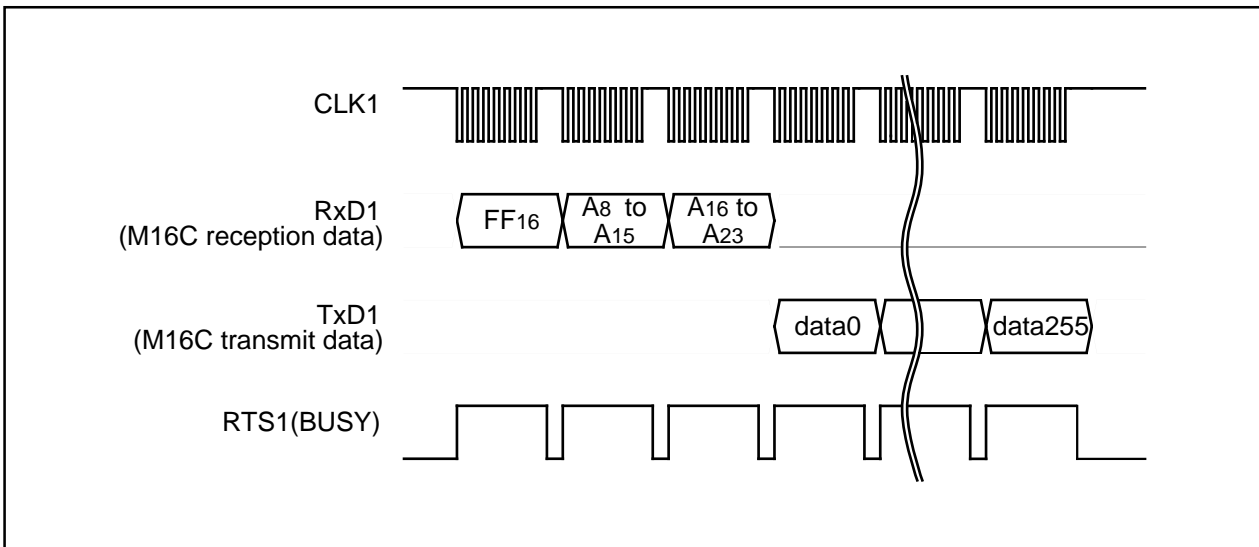 CLK1
RxD1
(M16C reception data)
FF16
A8 to
A15
A16 to
A23
TxD1
(M16C transmit data)
data0
data255
RTS1(BUSY)